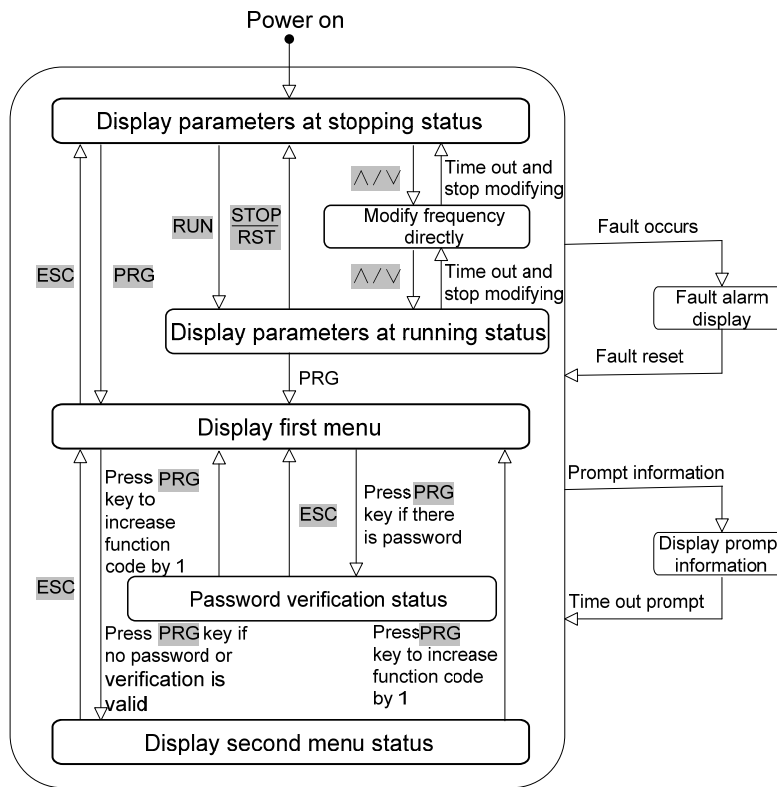 Power on
Display parameters at stopping status
∧/∨
Time out and
stop modifying
RUN
STOP
RST
Modify frequency
directly
Fault occurs
ESC
PRG
∧/∨
Time out and
stop modifying
Fault alarm
display
Display parameters at running status
Fault reset
PRG
Display first menu
Press PRG
key to
increase
function
code by 1
ESC
Press PRG
key if there
is password
Prompt information
Display promp
information
ESC
Password verification status
Time out prompt
Press PRG key if
no password or
verification is
valid
Press PRG
key to increase
function code
by 1
Display second menu status